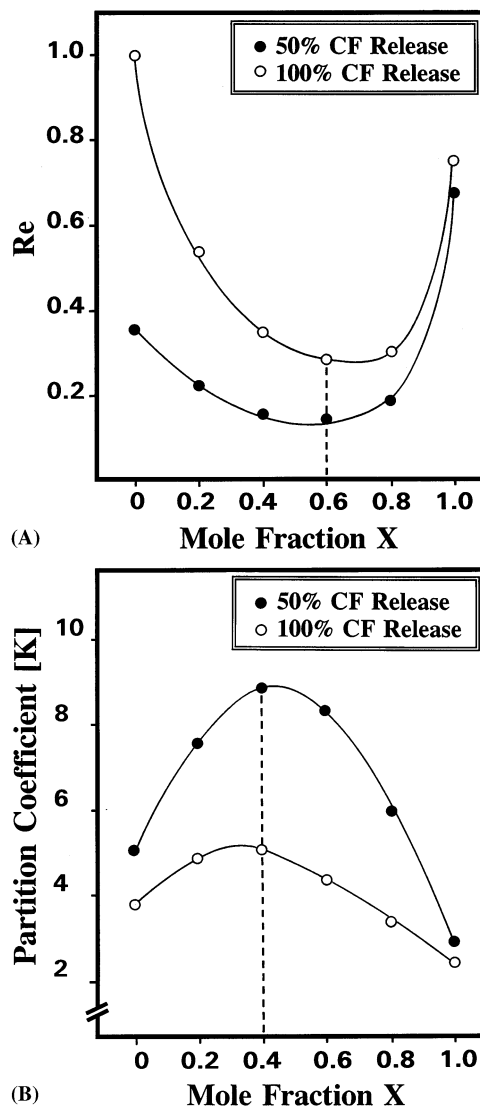 ● 50% CF Release
○ 100% CF Release
1.0
0.8
0.6
0.4
0.2
Re
0 0.2 0.4 0.6 0.8 1.0
(A)
Mole Fraction X
● 50% CF Release
○ 100% CF Release
10
8
6
4
2
Partition Coefficient [K]
0 0.2 0.4 0.6 0.8 1.0
(B)
Mole Fraction X